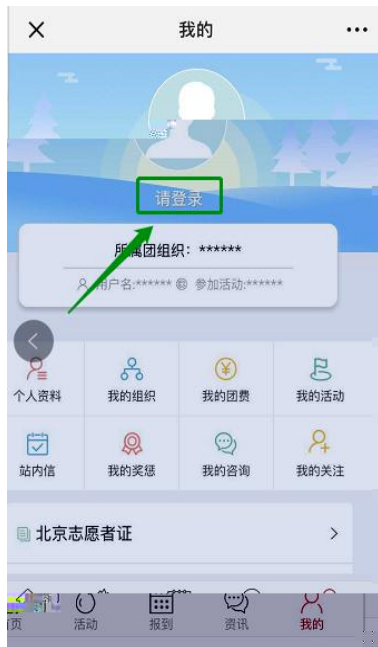 我的
请登录
所属团组织：******
用户名:****** 参加活动:******
个人资料 我的组织 我的团费 我的活动
站内信 我的奖惩 我的咨询 我的关注
北京志愿者证
页 活动 报到 资讯 我的